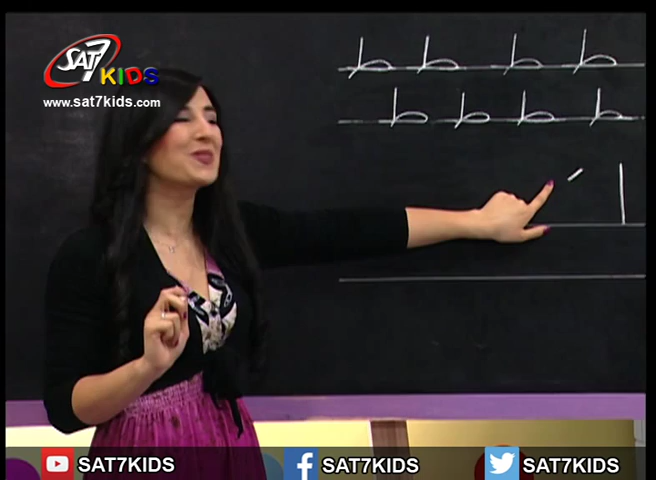 SAT7 KIDS
www.sat7kids.com
ط ط ط ط
ط ط ط ط
ا َ
SAT7KIDS SAT7KIDS SAT7KIDS